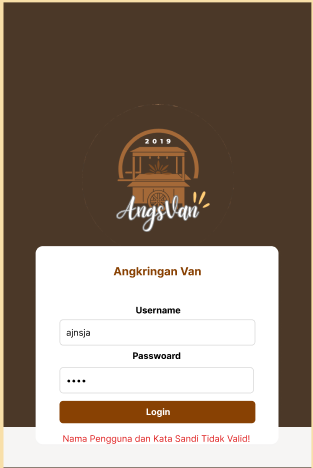 2019
AngsVan
Angkringan Van
Username
ajnsja
Passwoard
••••
Login
Nama Pengguna dan Kata Sandi Tidak Valid!